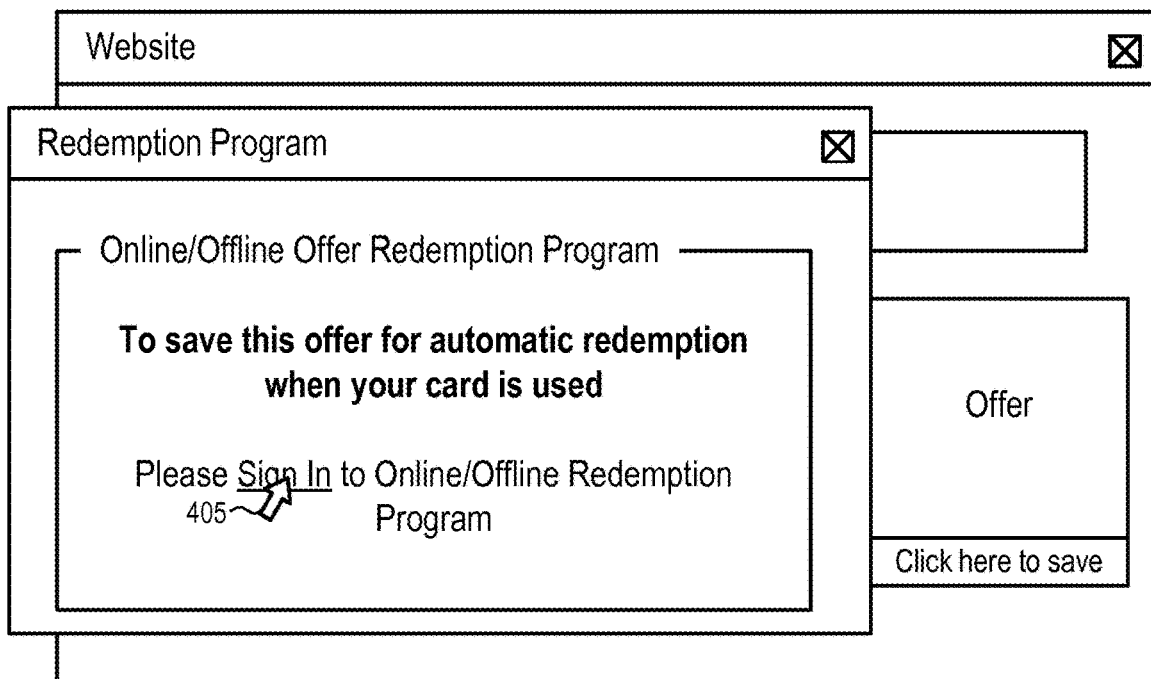 Website
Redemption Program
Online/Offline Offer Redemption Program
To save this offer for automatic redemption
when your card is used
Please Sign In to Online/Offline Redemption
405
Program
Offer
Click here to save